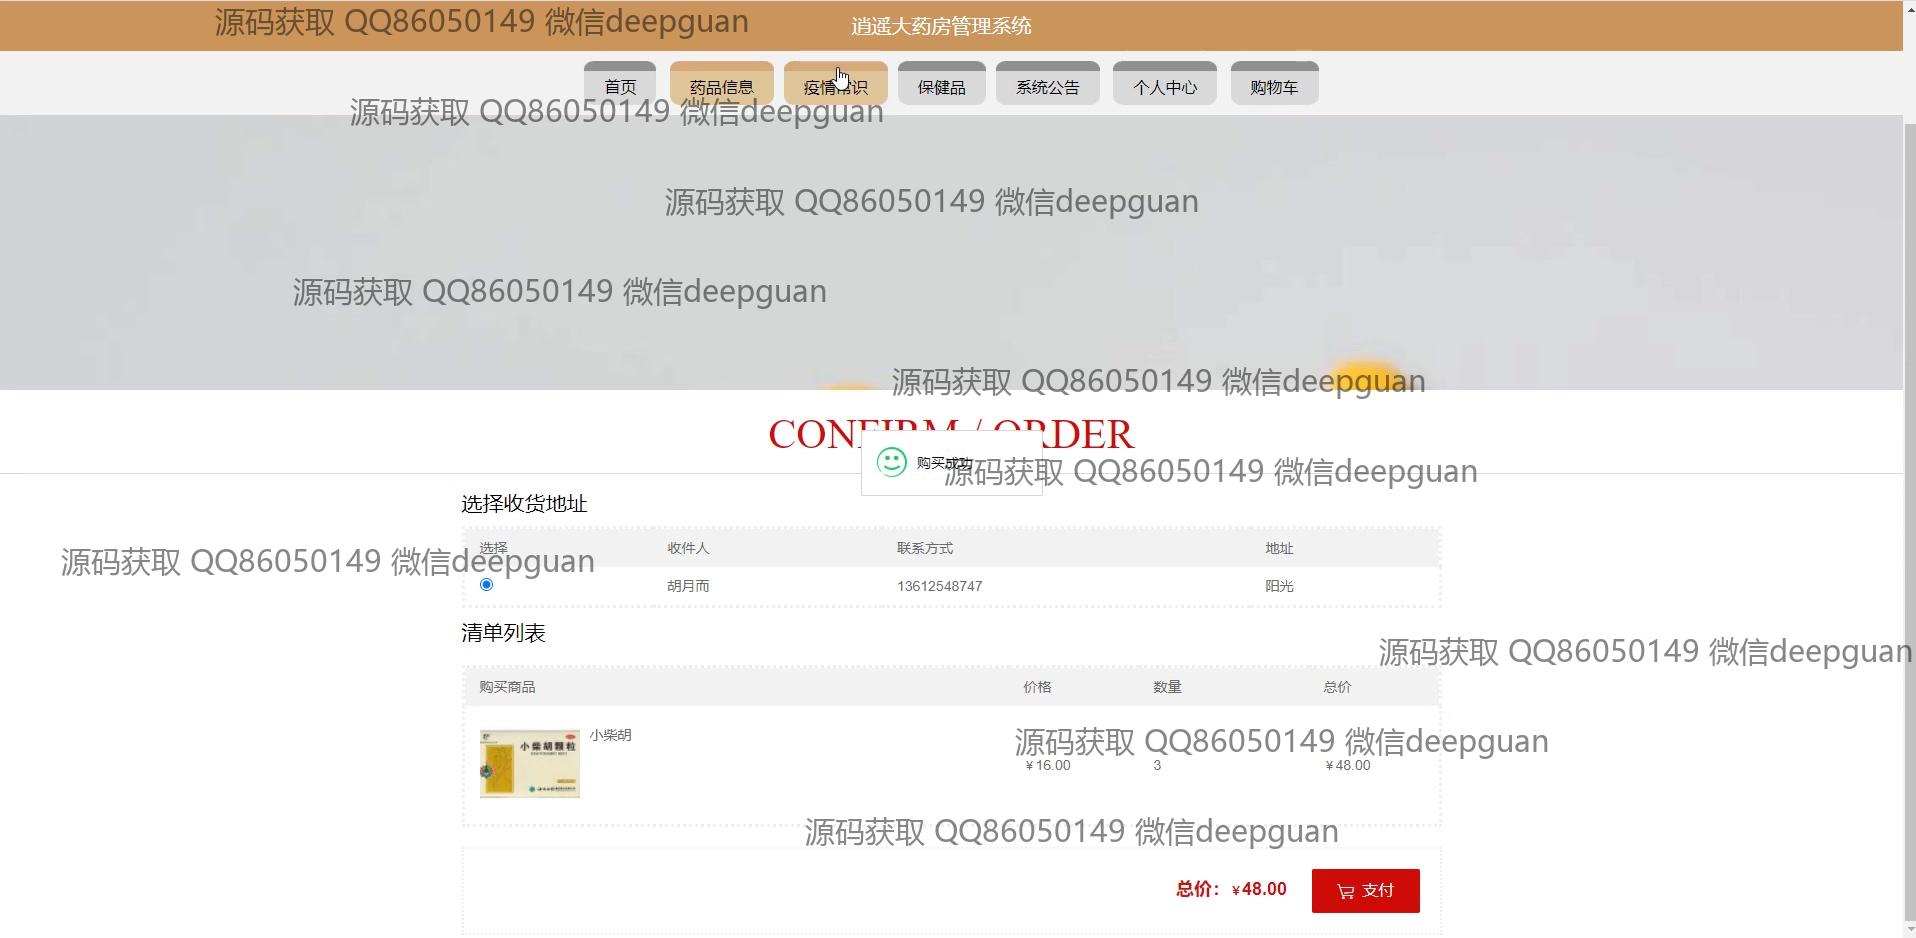 源码获取 QQ86050149 微信deepguan
逍遥大药房管理系统
首页 药品信息 疫情常识 保健品 系统公告 个人中心 购物车
源码获取 QQ86050149 微信deepguan
源码获取 QQ86050149 微信deepguan
源码获取 QQ86050149 微信deepguan
源码获取 QQ86050149 微信deepguan
CONFIRM / ORDER
购买成功
源码获取 QQ86050149 微信deepguan
选择收货地址
选择 收件人 联系方式 地址
源码获取 QQ86050149 微信deepguan
胡月而 13612548747 阳光
清单列表
源码获取 QQ86050149 微信deepguan
购买商品 价格 数量 总价
小柴胡
小柴胡颗粒
源码获取 QQ86050149 微信deepguan
¥16.00 3 ¥48.00
源码获取 QQ86050149 微信deepguan
总价：¥48.00 支付